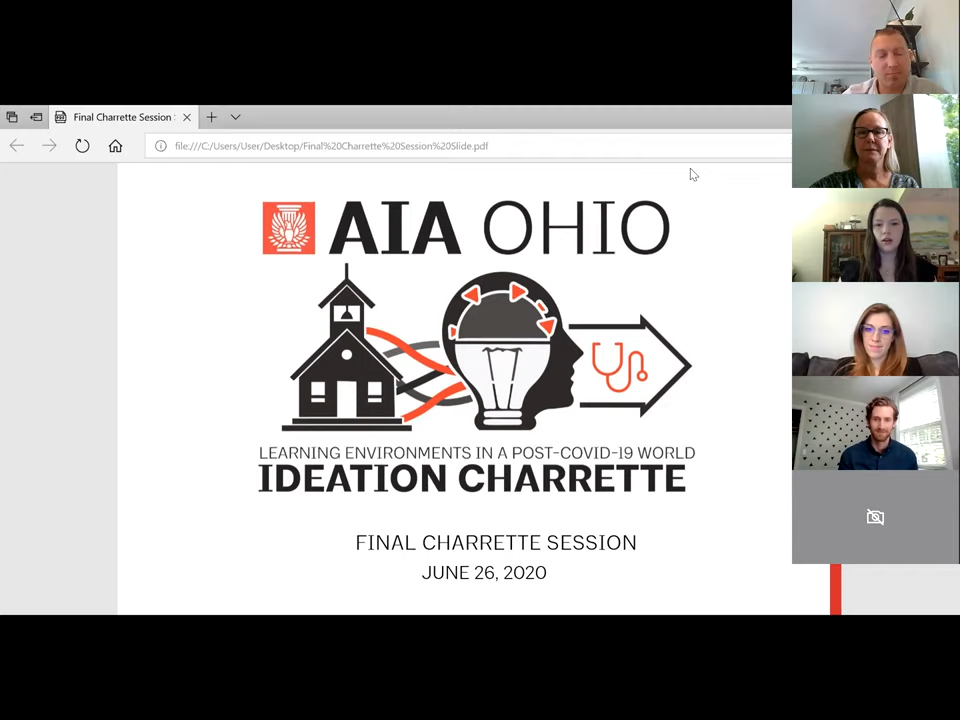 Final Charrette Session
file:///C:/Users/User/Desktop/Final%20Charrette%20Session%20Slide.pdf
AIA OHIO
LEARNING ENVIRONMENTS IN A POST-COVID-19 WORLD
IDEATION CHARRETTE
FINAL CHARRETTE SESSION
JUNE 26, 2020